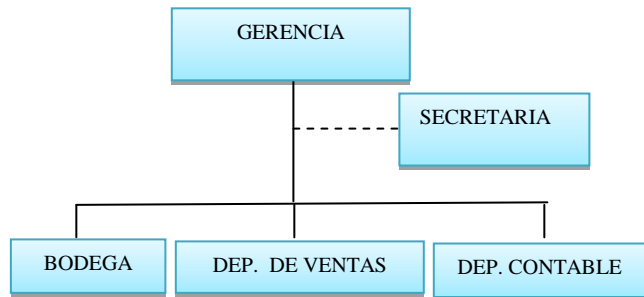 GERENCIA
SECRETARIA
BODEGA
DEP. DE VENTAS
DEP. CONTABLE